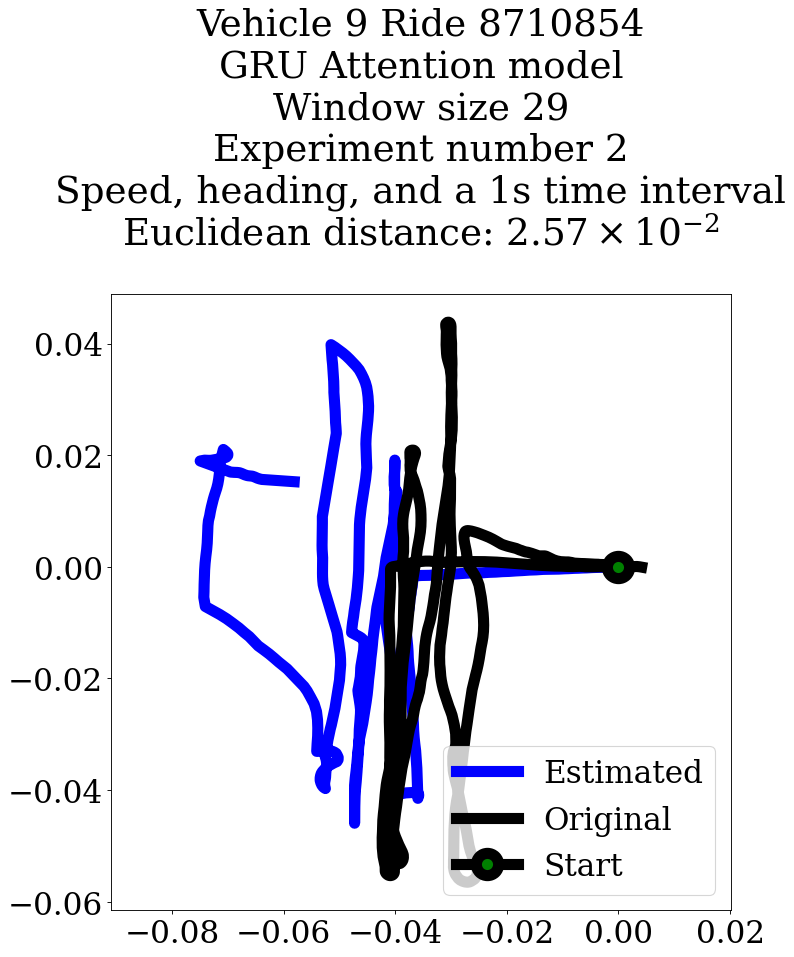 Vehicle 9 Ride 8710854
GRU Attention model
Window size 29
Experiment number 2
Speed, heading, and a 1s time interval
Euclidean distance: 2.57 × 10⁻²
0.04
0.02
0.00
−0.02
−0.04
−0.06
Estimated
Original
Start
−0.08 −0.06 −0.04 −0.02 0.00 0.02